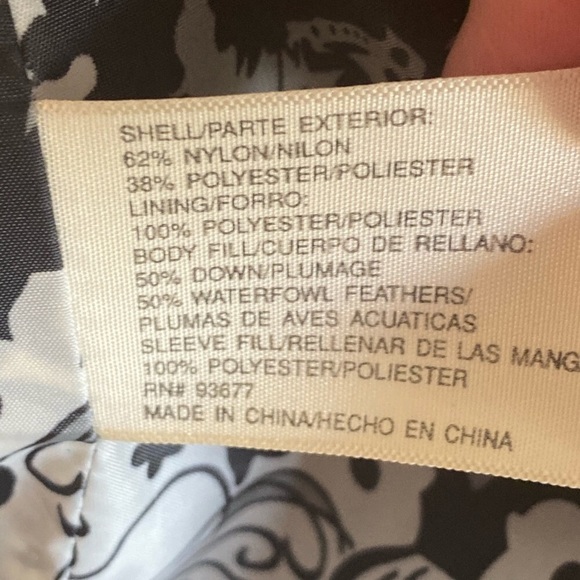 SHELL/PARTE EXTERIOR:
62% NYLON/NILON
38% POLYESTER/POLIESTER
LINING/FORRO:
100% POLYESTER/POLIESTER
BODY FILL/CUERPO DE RELLANO:
50% DOWN/PLUMAGE
50% WATERFOWL FEATHERS/
PLUMAS DE AVES ACUATICAS
SLEEVE FILL/RELLENAR DE LAS MANG
100% POLYESTER/POLIESTER
RN# 93677
MADE IN CHINA/HECHO EN CHINA